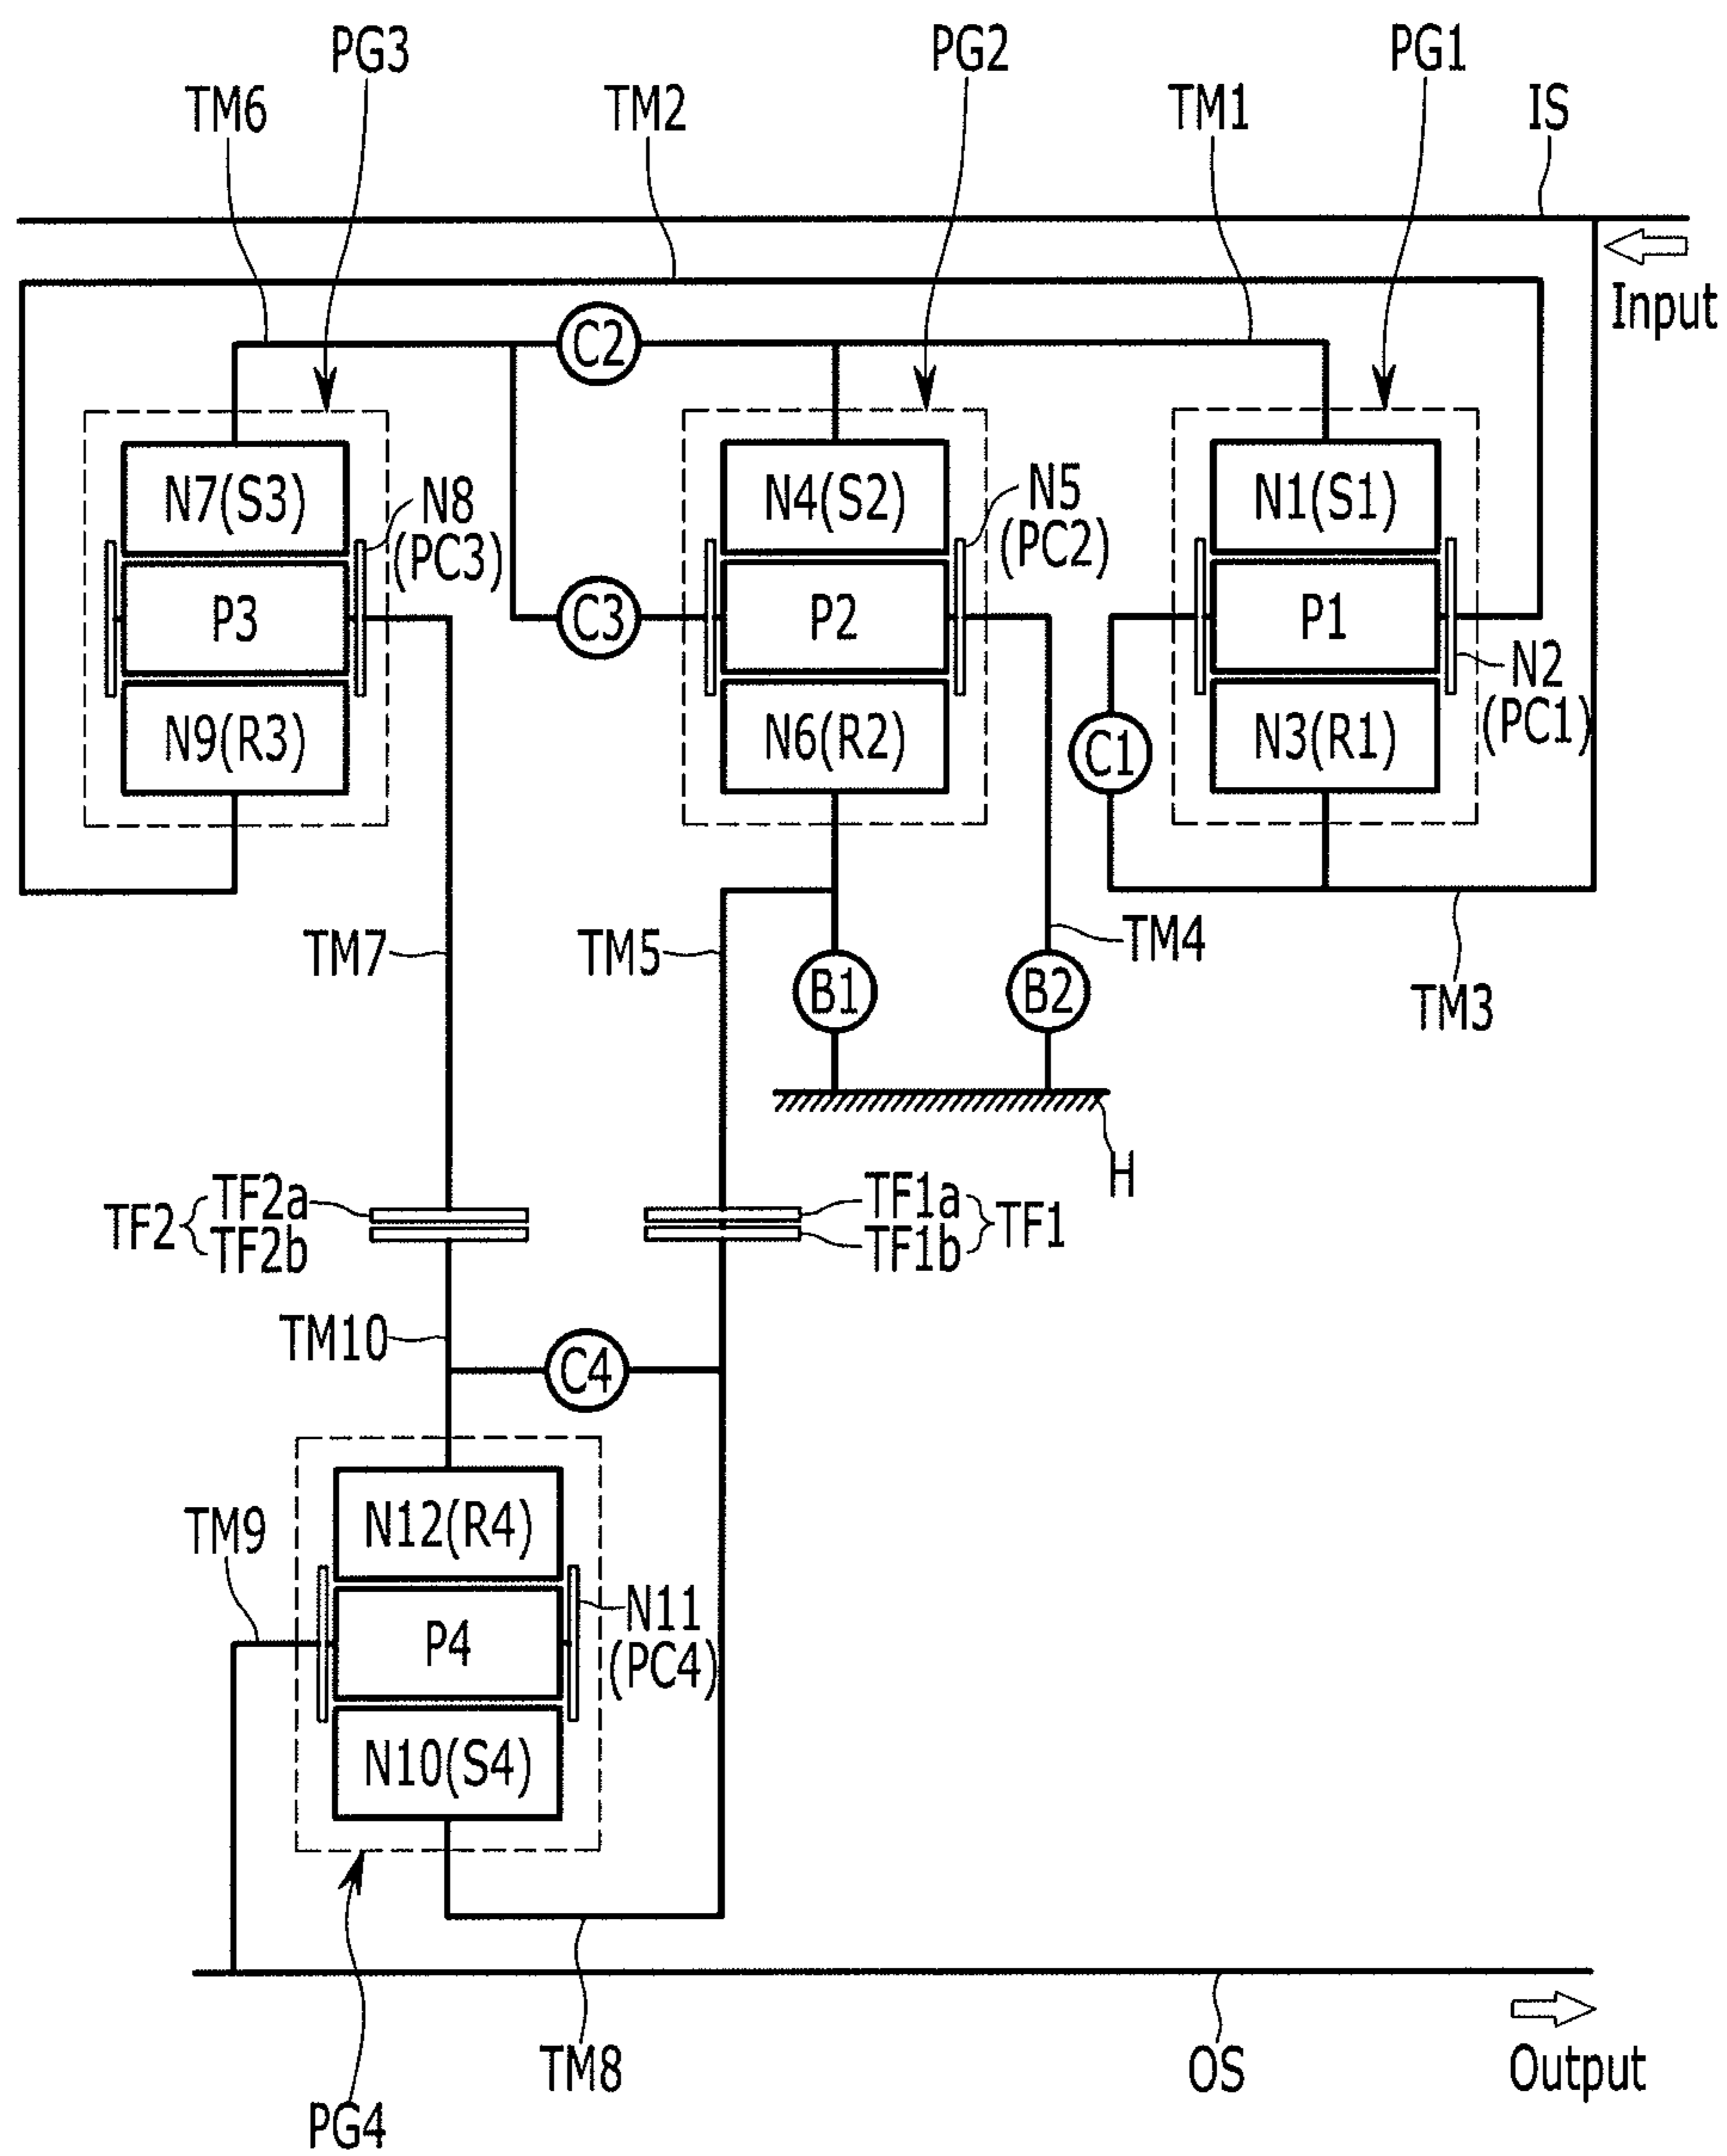 PG3
PG2
PG1
TM6
TM2
TM1
IS
Input
C2
N7(S3)
N8
(PC3)
P3
N9(R3)
C3
N4(S2)
N5
(PC2)
P2
N6(R2)
N1(S1)
P1
N2
(PC1)
N3(R1)
C1
TM7
TM5
TM4
B1
B2
TM3
H
TF2
TF2a
TF2b
TF1a
TF1b
TF1
TM10
C4
TM9
N12(R4)
P4
N11
(PC4)
N10(S4)
TM8
OS
Output
PG4